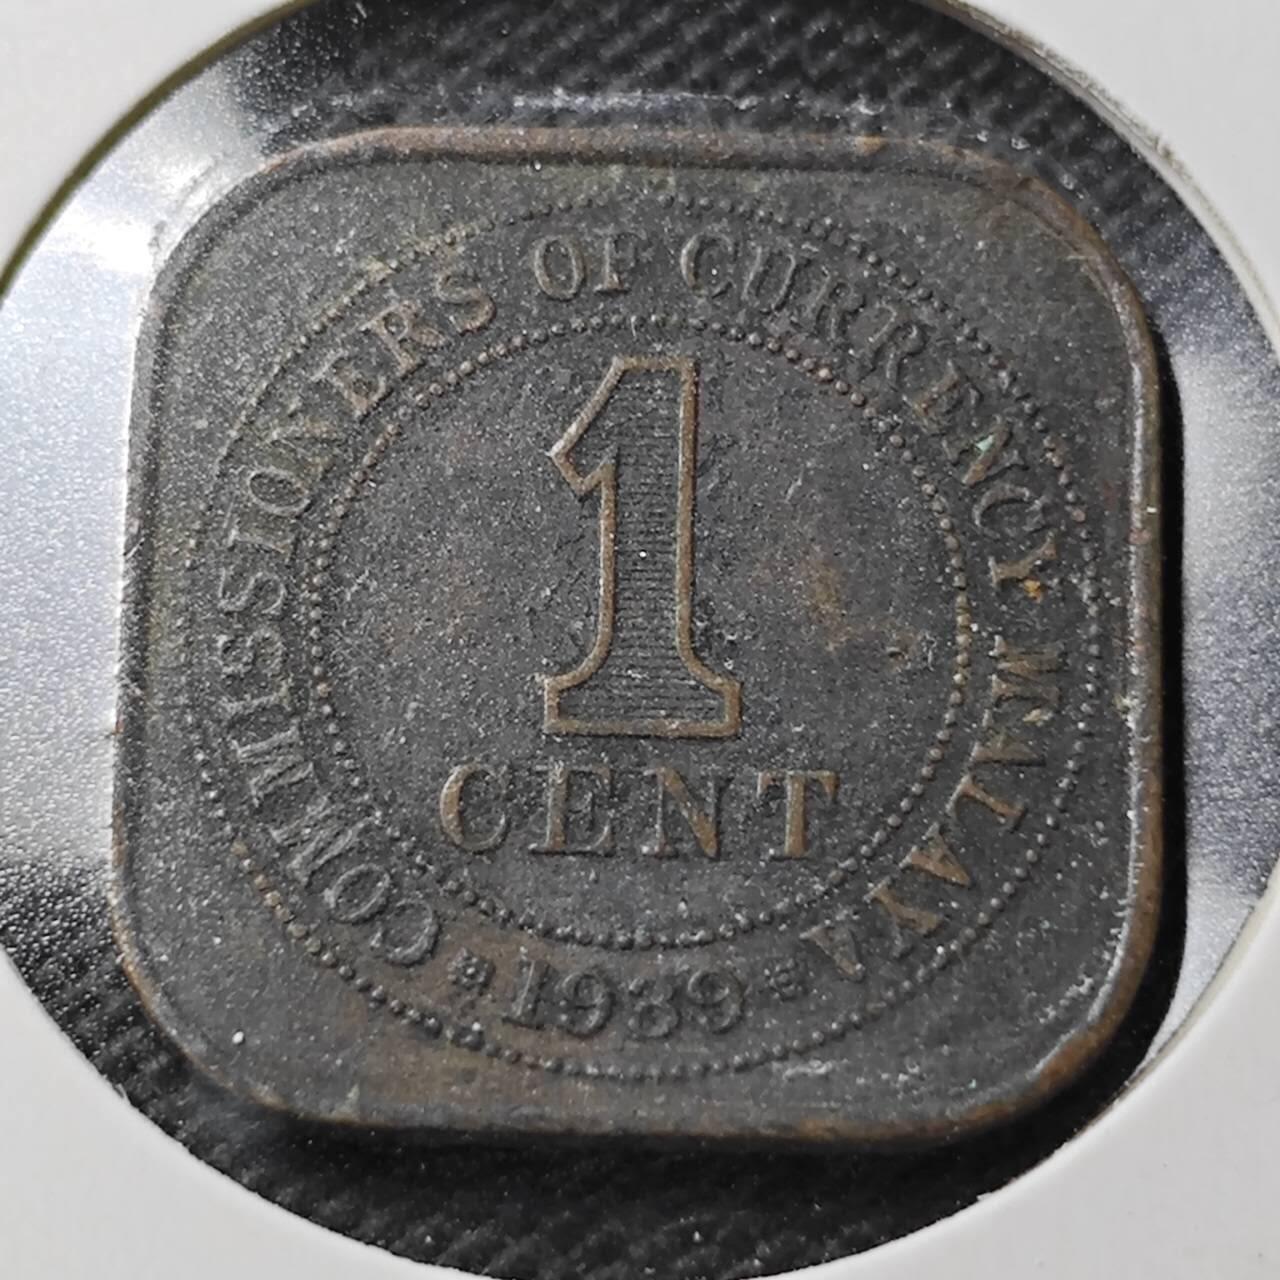 COMMISSIONERS OF CURRENCY MALAYA
1
CENT
1939